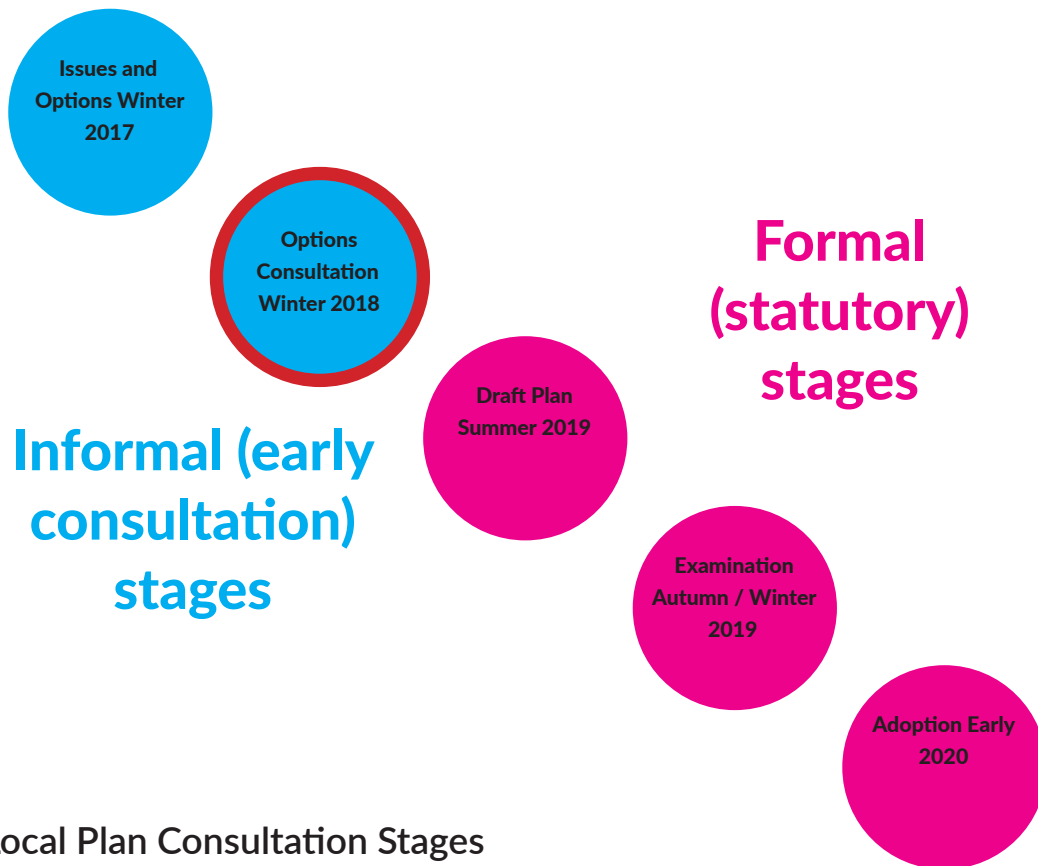 Issues and
Options Winter
2017
Options
Consultation
Winter 2018
Formal
(statutory)
stages
Draft Plan
Summer 2019
Informal (early
consultation)
stages
Examination
Autumn / Winter
2019
Adoption Early
2020
ocal Plan Consultation Stages